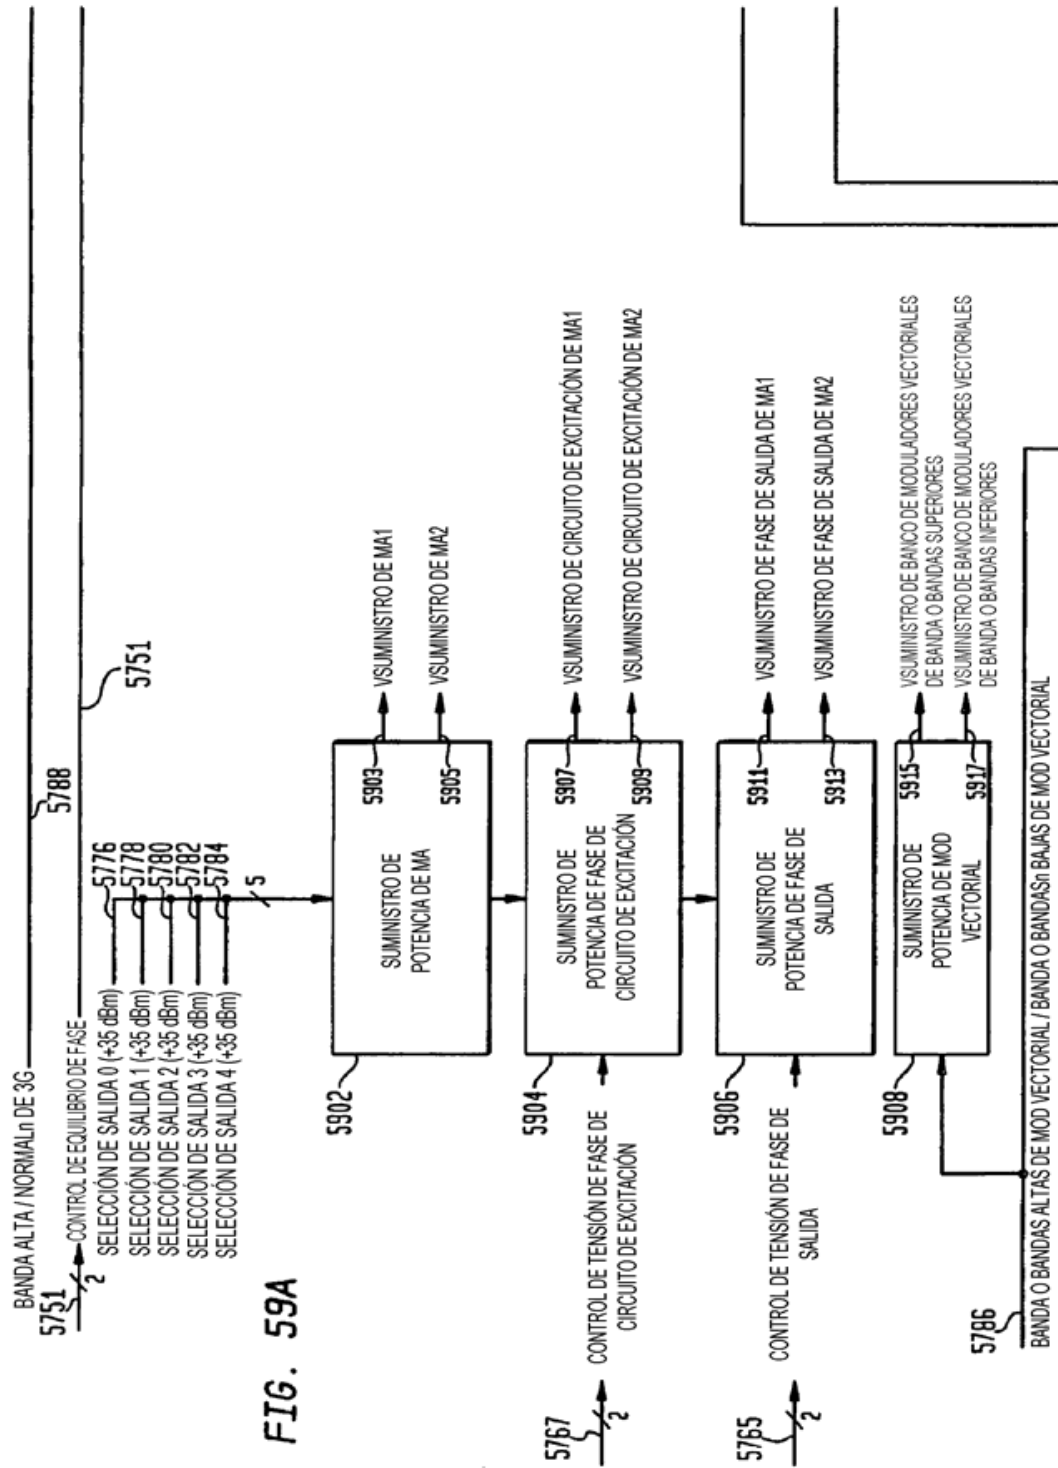 BANDA ALTA / NORMALn DE 3G
5788
5751
2
CONTROL DE EQUILIBRIO DE FASE
5751
SELECCIÓN DE SALIDA 0 (+35 dBm)
5776
SELECCIÓN DE SALIDA 1 (+35 dBm)
5778
SELECCIÓN DE SALIDA 2 (+35 dBm)
5780
SELECCIÓN DE SALIDA 3 (+35 dBm)
5782
SELECCIÓN DE SALIDA 4 (+35 dBm)
5784
5
FIG. 59A
5902
SUMINISTRO DE
POTENCIA DE MA
5903
VSUMINISTRO DE MA1
5905
VSUMINISTRO DE MA2
5767
2
CONTROL DE TENSIÓN DE FASE DE
CIRCUITO DE EXCITACIÓN
5904
SUMINISTRO DE
POTENCIA DE FASE DE
CIRCUITO DE EXCITACIÓN
5907
VSUMINISTRO DE CIRCUITO DE EXCITACIÓN DE MA1
5909
VSUMINISTRO DE CIRCUITO DE EXCITACIÓN DE MA2
5765
2
CONTROL DE TENSIÓN DE FASE DE
SALIDA
5906
SUMINISTRO DE
POTENCIA DE FASE DE
SALIDA
5911
VSUMINISTRO DE FASE DE SALIDA DE MA1
5913
VSUMINISTRO DE FASE DE SALIDA DE MA2
5908
SUMINISTRO DE
POTENCIA DE MOD
VECTORIAL
5915
VSUMINISTRO DE BANCO DE MODULADORES VECTORIALES
DE BANDA O BANDAS SUPERIORES
5917
VSUMINISTRO DE BANCO DE MODULADORES VECTORIALES
DE BANDA O BANDAS INFERIORES
5786
BANDA O BANDAS ALTAS DE MOD VECTORIAL / BANDA O BANDASn BAJAS DE MOD VECTORIAL